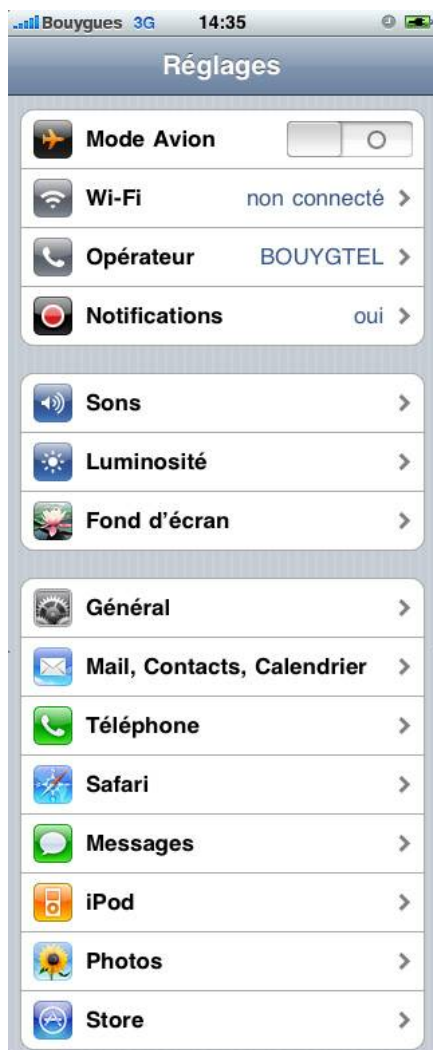 Bouygues 3G 14:35
Réglages
Mode Avion
Wi-Fi non connecté
Opérateur BOUYGTEL
Notifications oui
Sons
Luminosité
Fond d'écran
Général
Mail, Contacts, Calendrier
Téléphone
Safari
Messages
iPod
Photos
Store